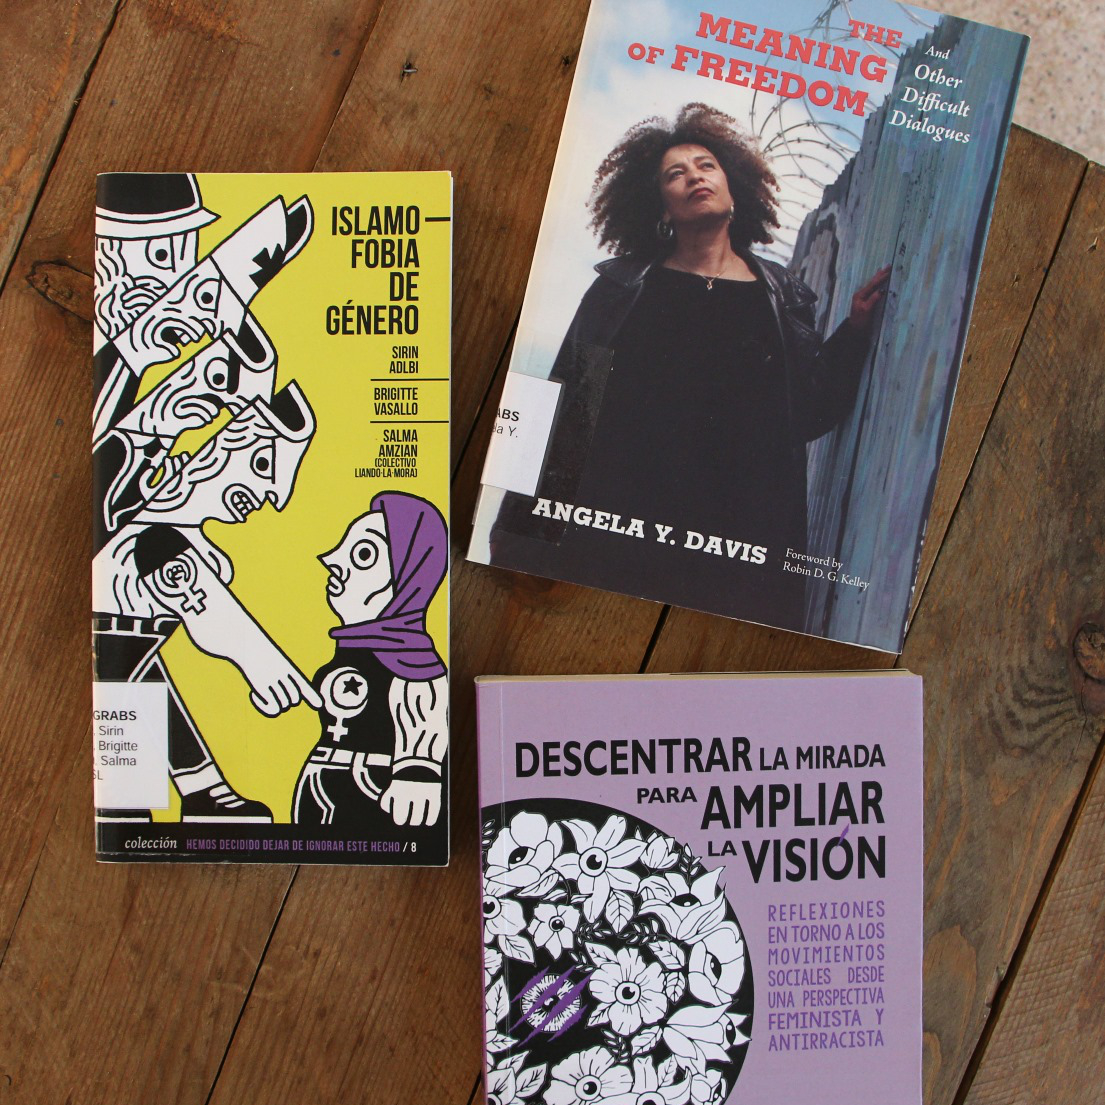 ISLAMO—
FOBIA
DE
GÉNERO
SIRIN
ADLBI
BRIGITTE
VASALLO
SALMA
AMZIAN
(COLECTIVO
LIANDO-LA-MORA)
GRABS
Sirin
Brigitte
Salma
colección HEMOS DECIDIDO DEJAR DE IGNORAR ESTE HECHO / 8
THE
MEANING
OF FREEDOM
And
Other
Difficult
Dialogues
ABS
Y.
ANGELA Y. DAVIS
Foreword by
Robin D. G. Kelley
DESCENTRAR LA MIRADA
PARA AMPLIAR
LA VISIÓN
REFLEXIONES
EN TORNO A LOS
MOVIMIENTOS
SOCIALES DESDE
UNA PERSPECTIVA
FEMINISTA Y
ANTIRRACISTA